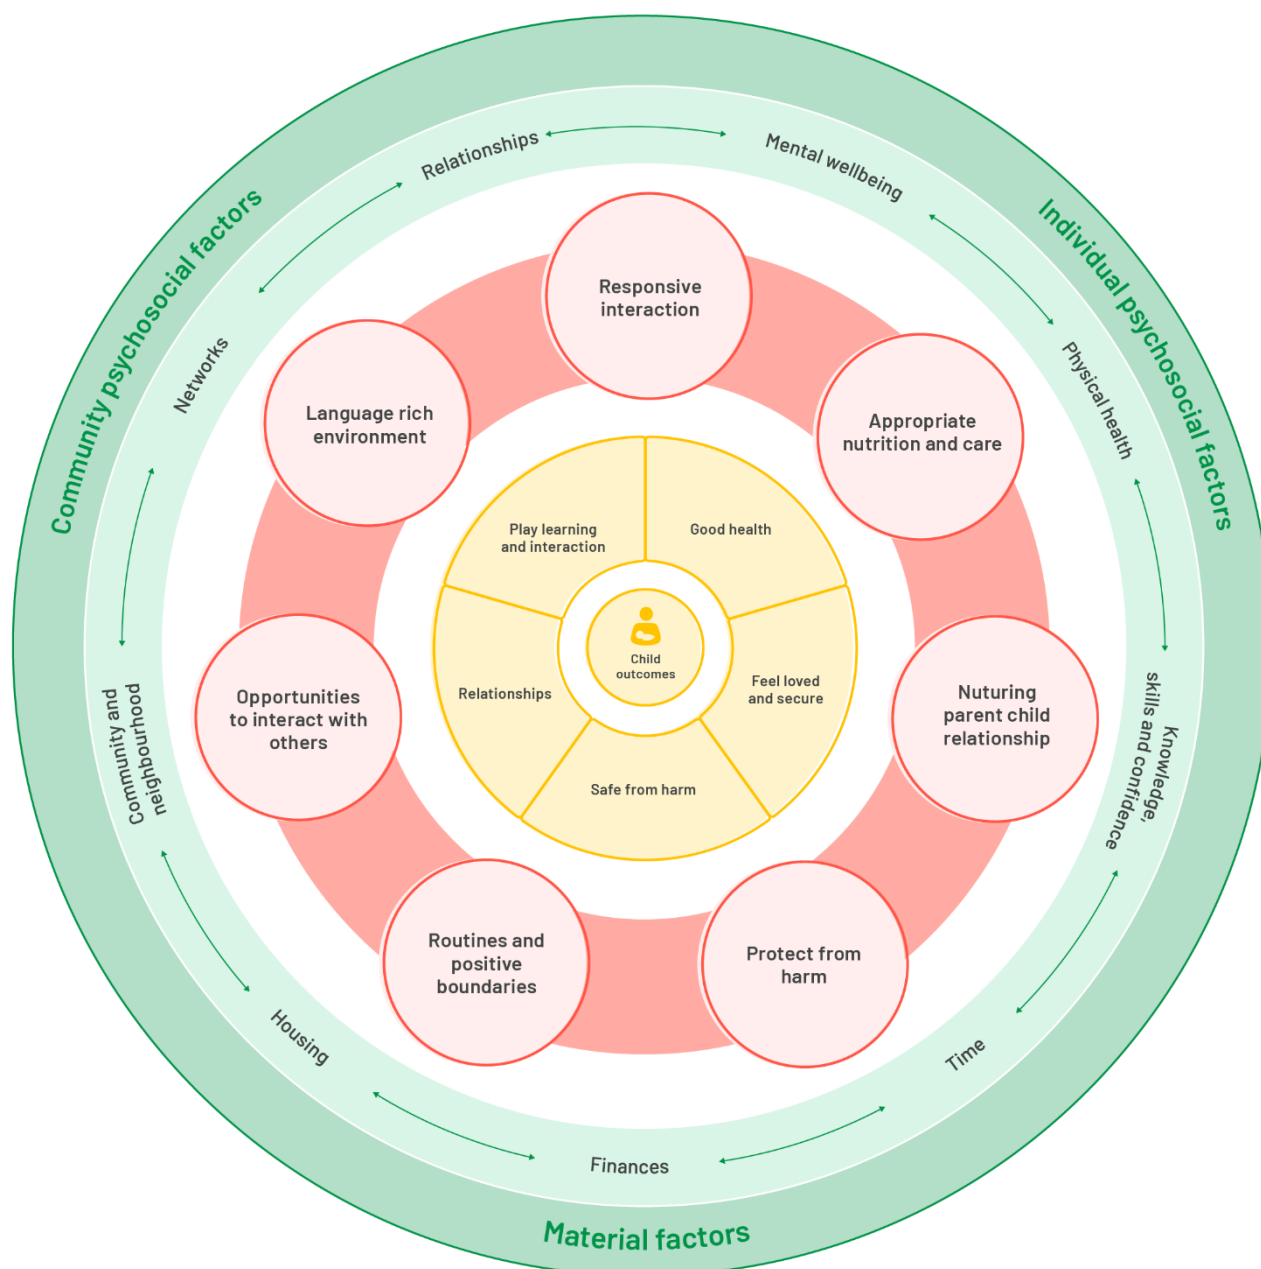 Community psychosocial factors
Individual psychosocial factors
Material factors
Relationships
Mental wellbeing
Physical health
Knowledge,
skills and confidence
Time
Finances
Housing
Community and
neighbourhood
Networks
Responsive
interaction
Appropriate
nutrition and care
Nuturing
parent child
relationship
Protect from
harm
Routines and
positive
boundaries
Opportunities
to interact with
others
Language rich
environment
Play learning
and interaction
Good health
Feel loved
and secure
Safe from harm
Relationships
Child
outcomes